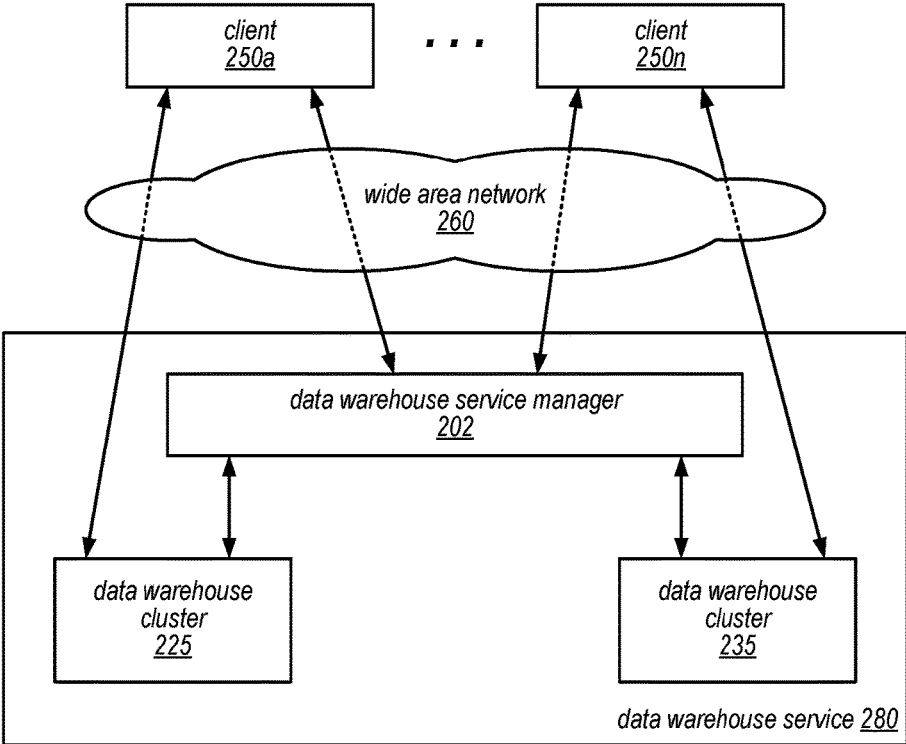 client
250a
. . .
client
250n
wide area network
260
data warehouse service manager
202
data warehouse
cluster
225
data warehouse
cluster
235
data warehouse service 280